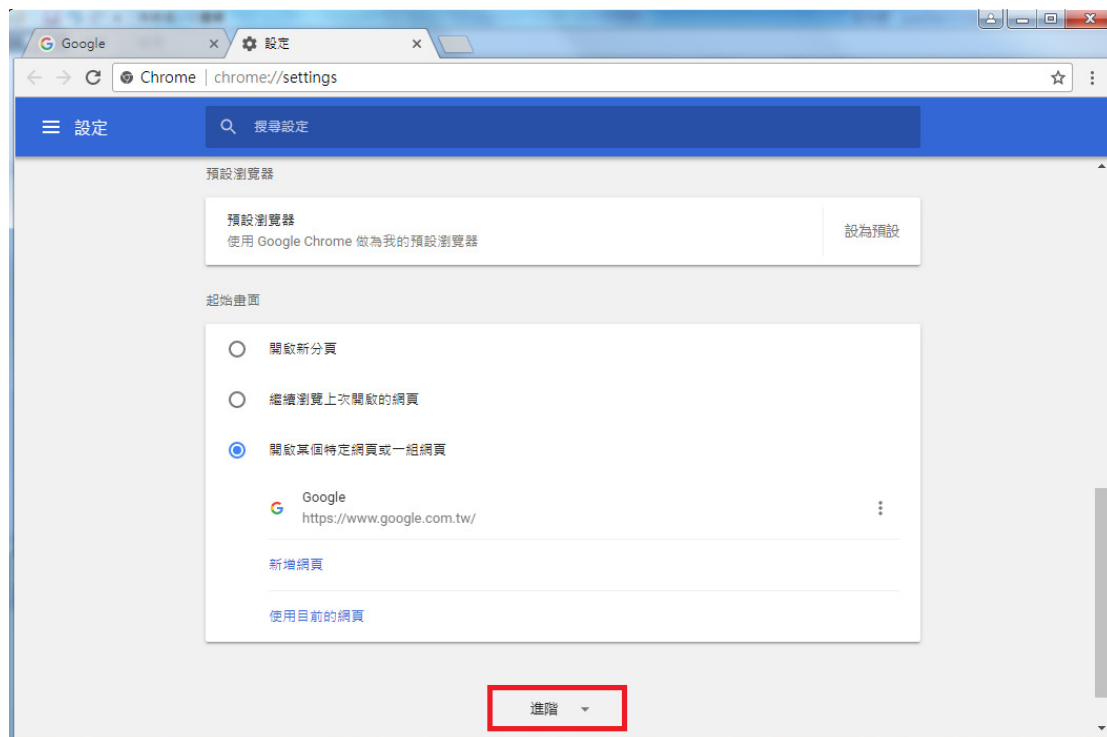 Google
設定
Chrome | chrome://settings
設定
搜尋設定
預設瀏覽器
預設瀏覽器
使用 Google Chrome 做為我的預設瀏覽器
設為預設
起始畫面
開啟新分頁
繼續瀏覽上次開啟的網頁
開啟某個特定網頁或一組網頁
Google
https://www.google.com.tw/
新增網頁
使用目前的網頁
進階